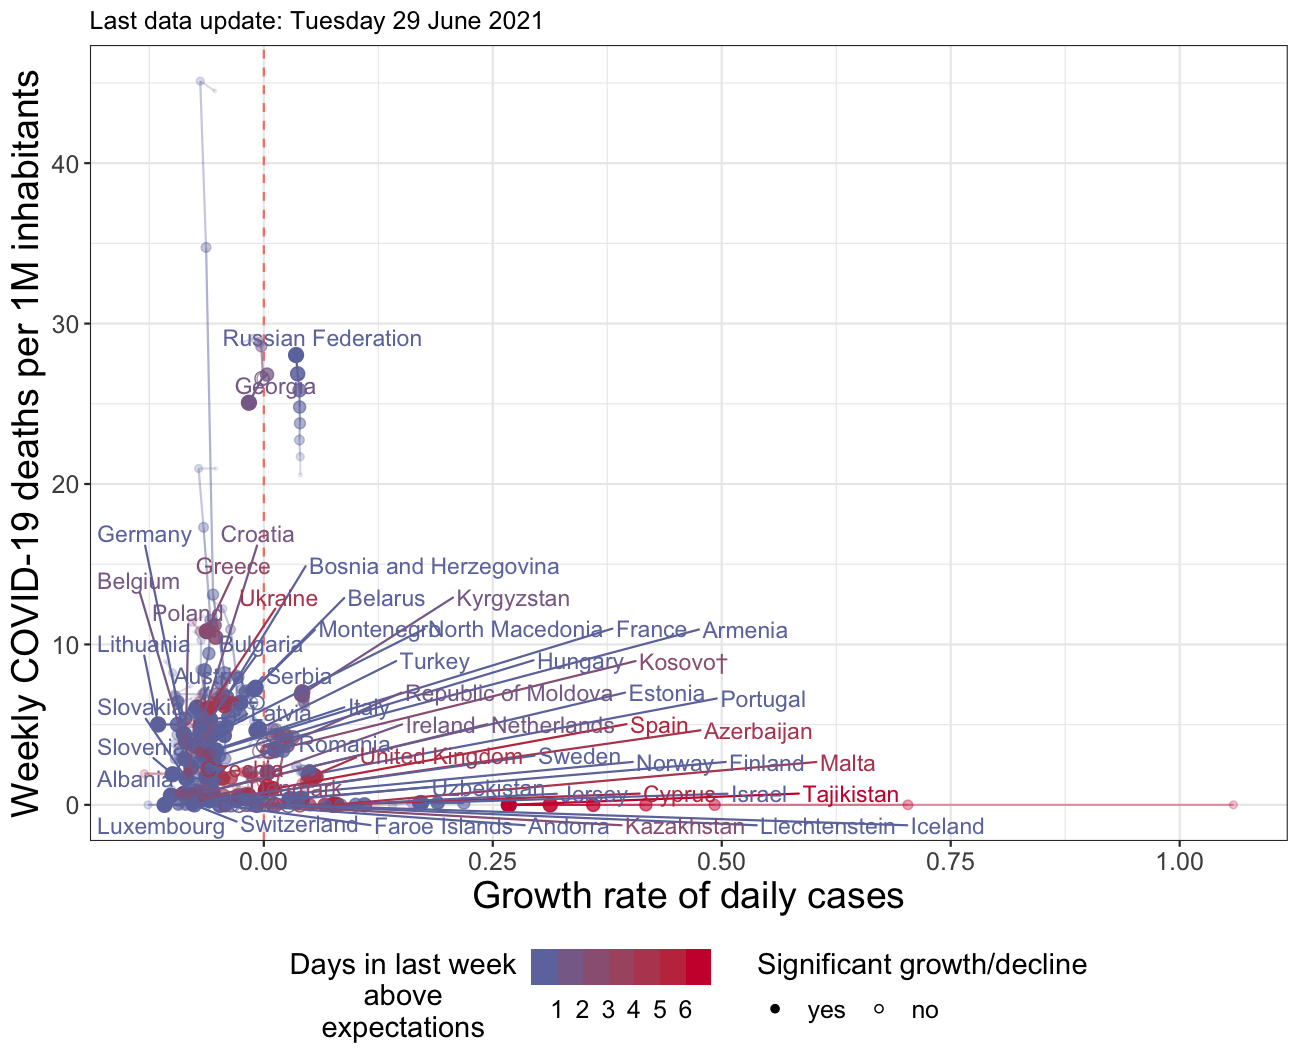 Last data update: Tuesday 29 June 2021
Weekly COVID-19 deaths per 1M inhabitants
40
30
20
10
0
Russian Federation
Georgia
Germany
Croatia
Greece
Bosnia and Herzegovina
Belgium
Ukraine
Belarus
Kyrgyzstan
Poland
Montenegro
North Macedonia
France
Armenia
Lithuania
Bulgaria
Turkey
Hungary
Kosovo†
Austria
Serbia
Republic of Moldova
Estonia
Portugal
Slovakia
Latvia
Italy
Ireland
Netherlands
Spain
Azerbaijan
Slovenia
Romania
United Kingdom
Sweden
Norway
Finland
Malta
Czechia
Albania
Denmark
Uzbekistan
Jersey
Cyprus
Israel
Tajikistan
Luxembourg
Switzerland
Faroe Islands
Andorra
Kazakhstan
Liechtenstein
Iceland
0.00
0.25
0.50
0.75
1.00
Growth rate of daily cases
Days in last week
above
expectations
1 2 3 4 5 6
Significant growth/decline
yes
no